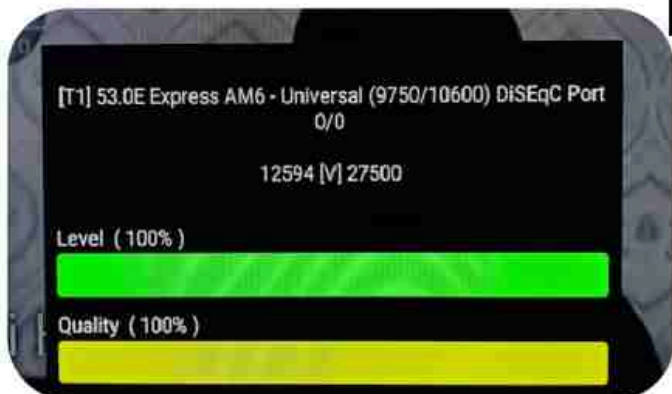 [T1] 53.0E Express AM6 - Universal (9750/10600) DiSEqC Port
0/0
12594 [V] 27500
Level ( 100% )
Quality ( 100% )